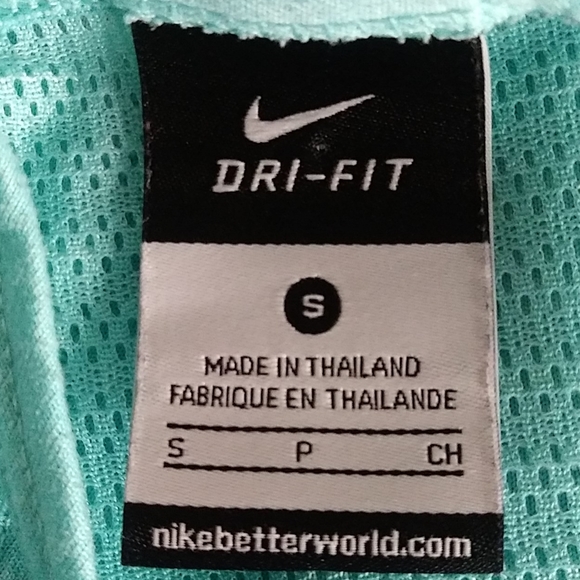 DRI-FIT
S
MADE IN THAILAND
FABRIQUE EN THAILANDE
S P CH
nikebetterworld.com